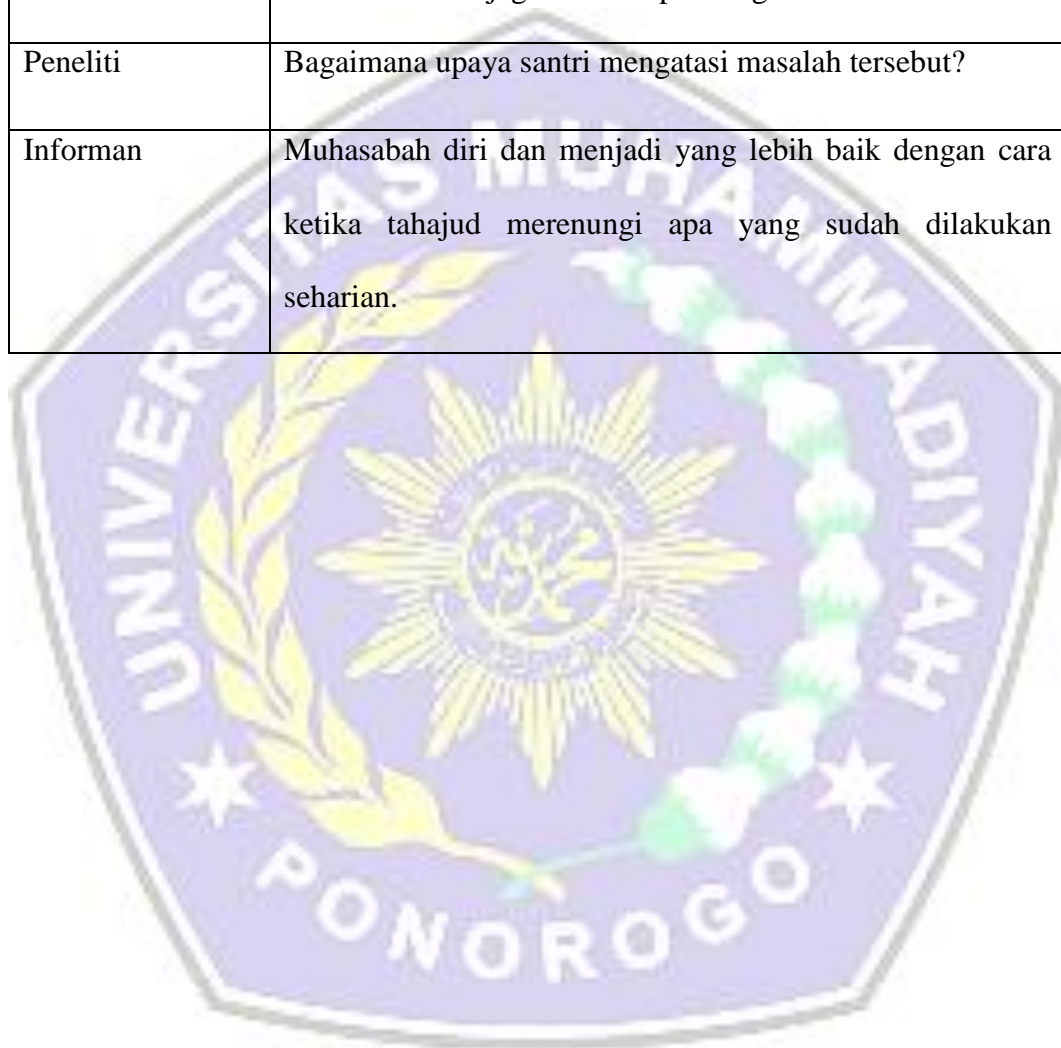 Peneliti Bagaimana upaya santri mengatasi masalah tersebut?
Informan Muhasabah diri dan menjadi yang lebih baik dengan cara
ketika tahajud merenungi apa yang sudah dilakukan
seharian.
UNIVERSITAS MUHAMMADIYAH
PONOROGO